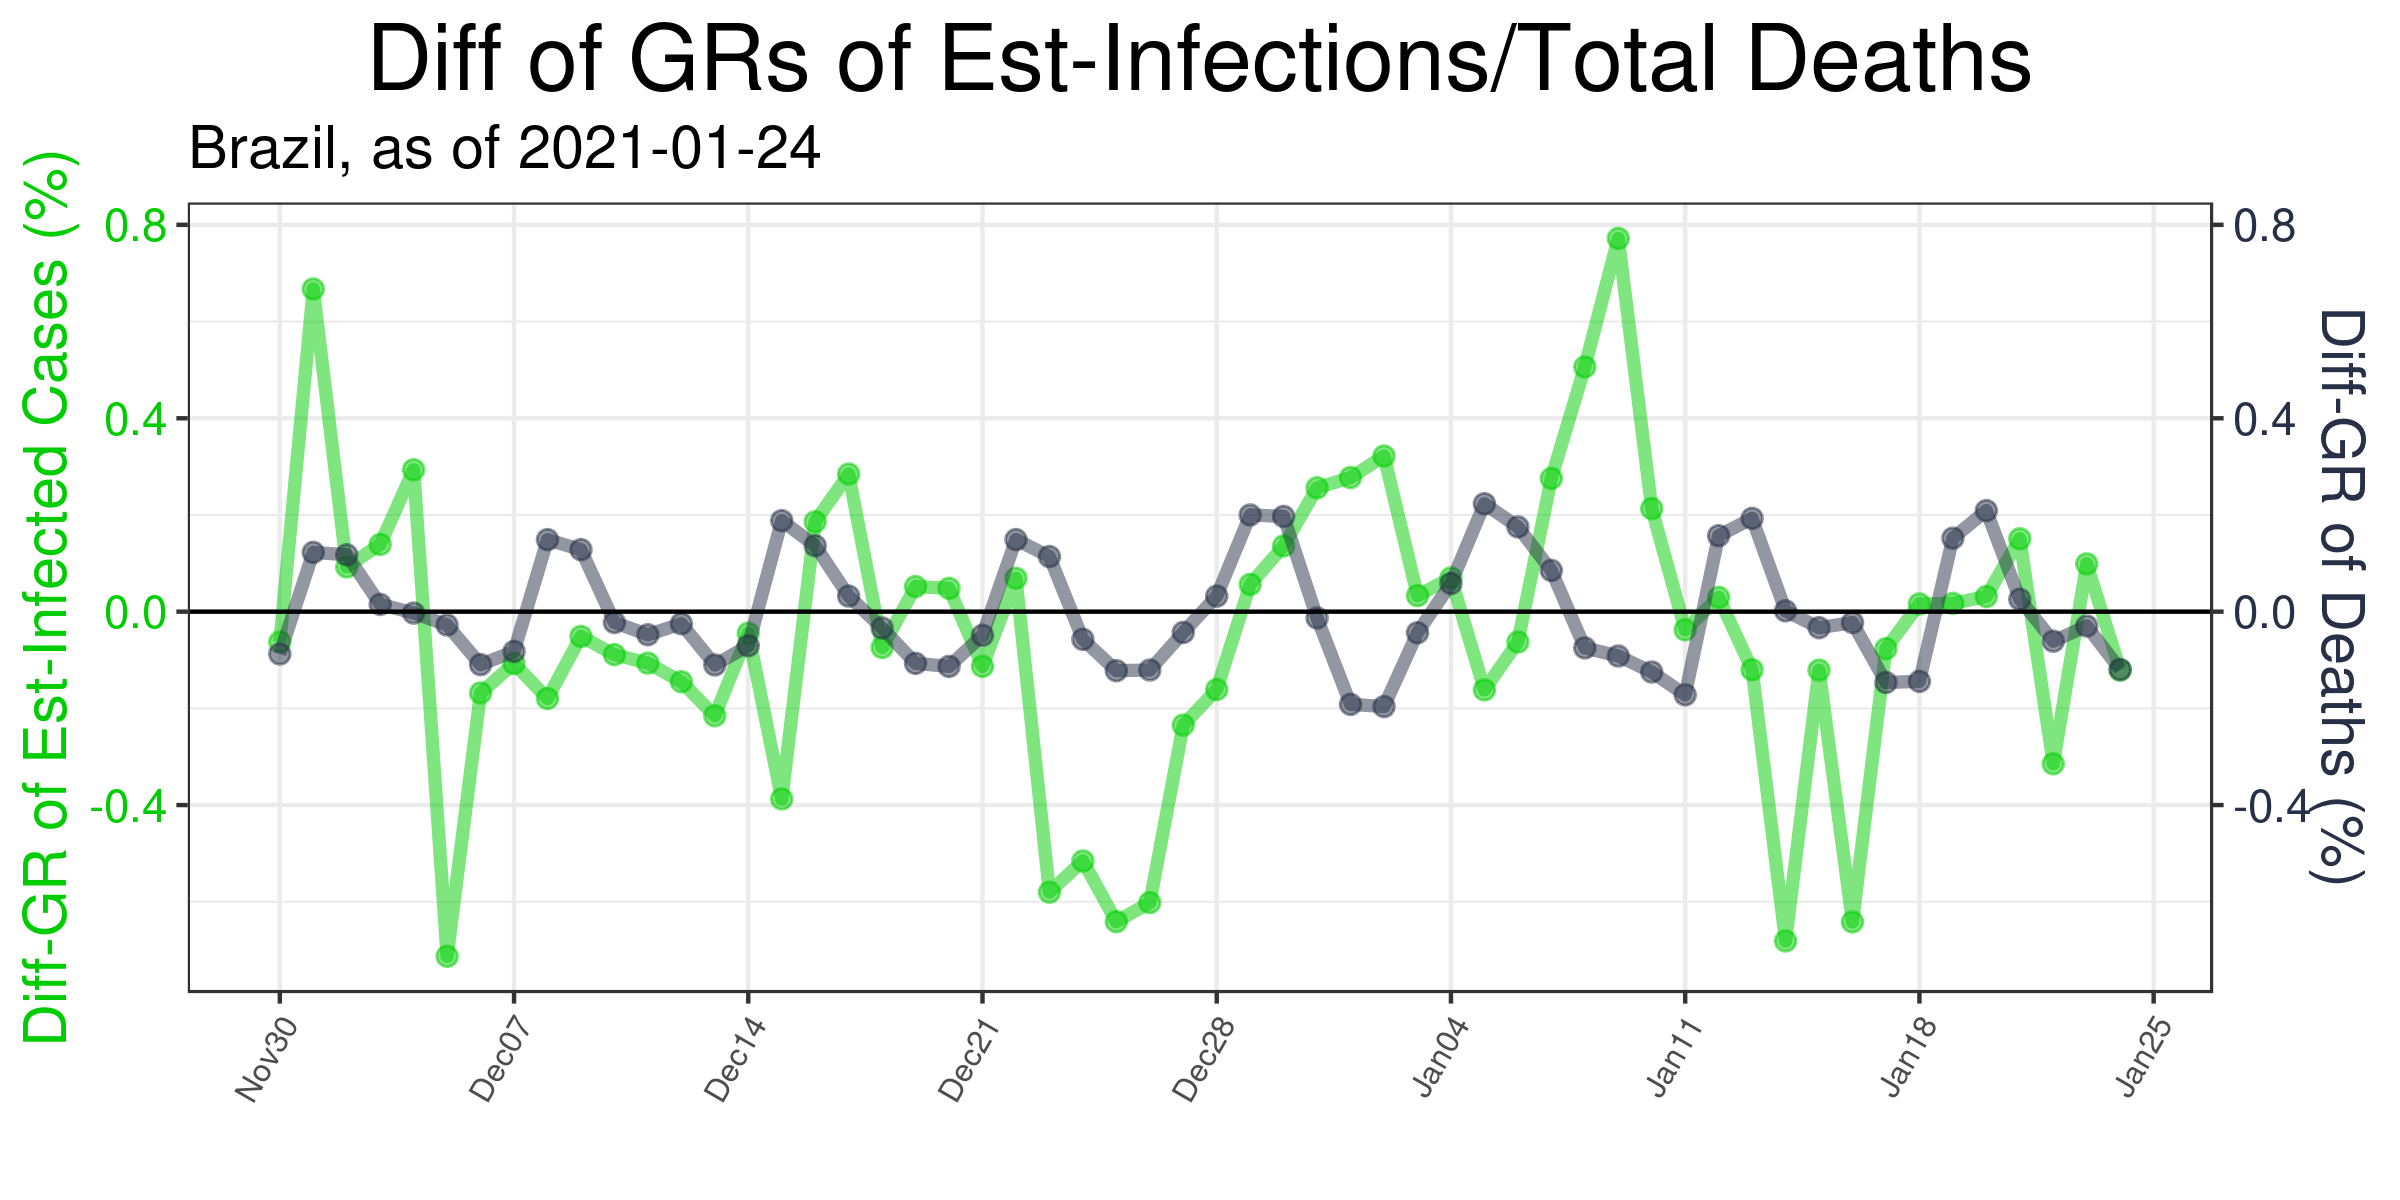 Diff of GRs of Est-Infections/Total Deaths
Brazil, as of 2021-01-24
Diff-GR of Est-Infected Cases (%)
0.8
0.4
0.0
-0.4
0.8
0.4
0.0
-0.4
Diff-GR of Deaths (%)
Nov30
Dec07
Dec14
Dec21
Dec28
Jan04
Jan11
Jan18
Jan25